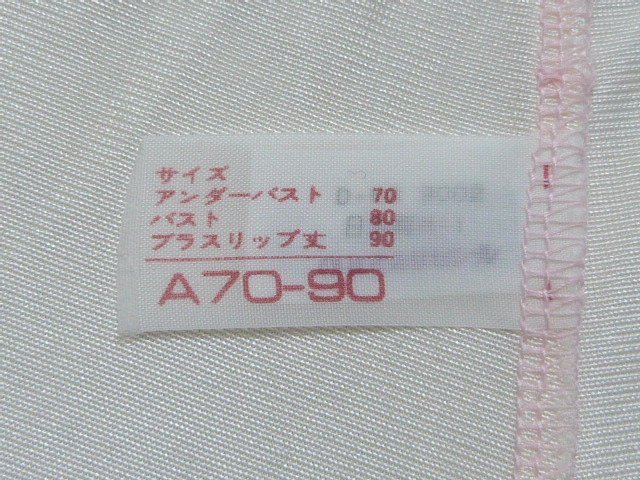 サイズ
アンダーバスト 70
バスト 80
ブラスリップ丈 90
A70-90